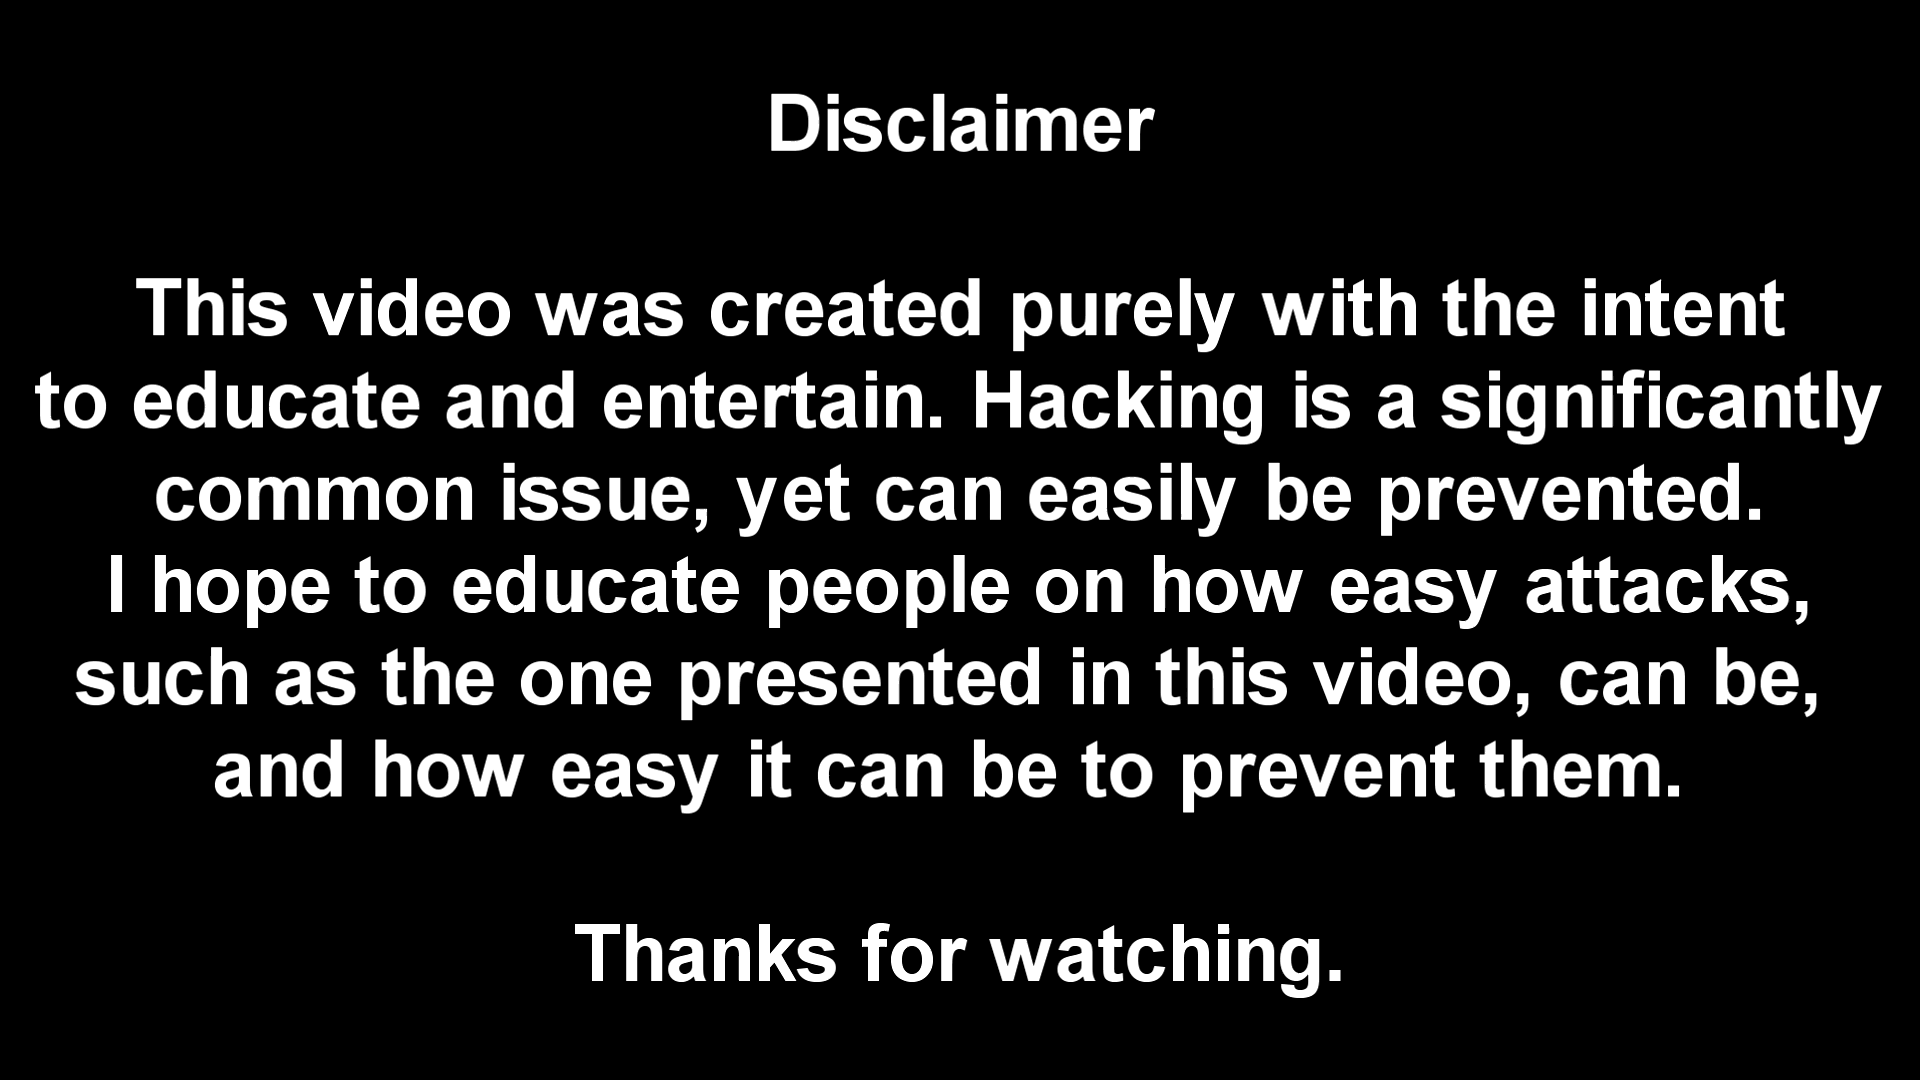 Disclaimer
This video was created purely with the intent
to educate and entertain. Hacking is a significantly
common issue, yet can easily be prevented.
I hope to educate people on how easy attacks,
such as the one presented in this video, can be,
and how easy it can be to prevent them.
Thanks for watching.